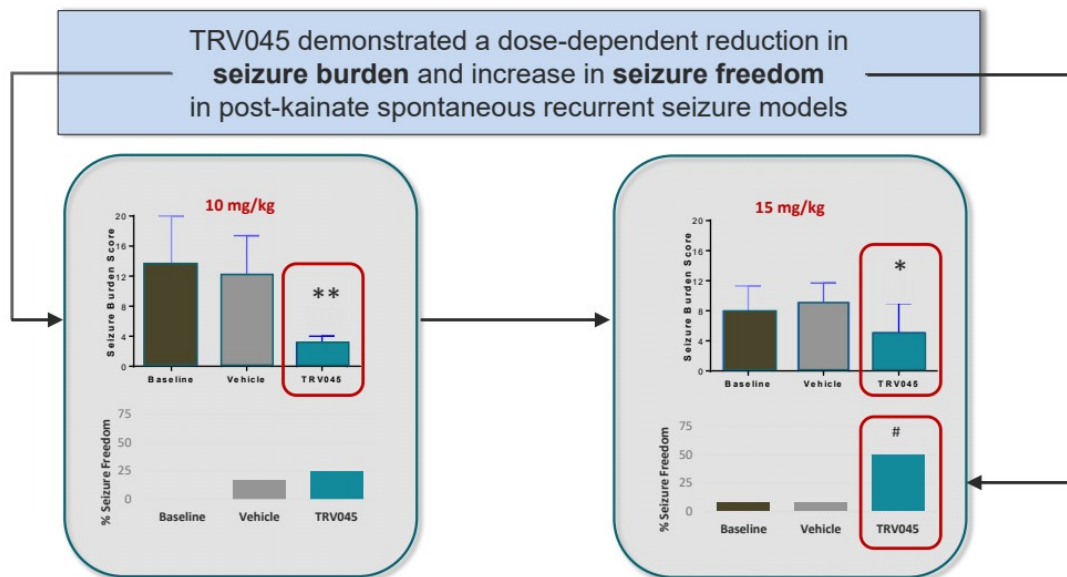 TRV045 demonstrated a dose-dependent reduction in
seizure burden and increase in seizure freedom
in post-kainate spontaneous recurrent seizure models
10 mg/kg
Seizure Burden Score
20
16
12
8
4
0
**
Baseline Vehicle TRV045
% Seizure Freedom
75
50
25
0
Baseline Vehicle TRV045
15 mg/kg
Seizure Burden Score
20
16
12
8
4
0
*
Baseline Vehicle TRV045
% Seizure Freedom
75
50
25
0
#
Baseline Vehicle TRV045